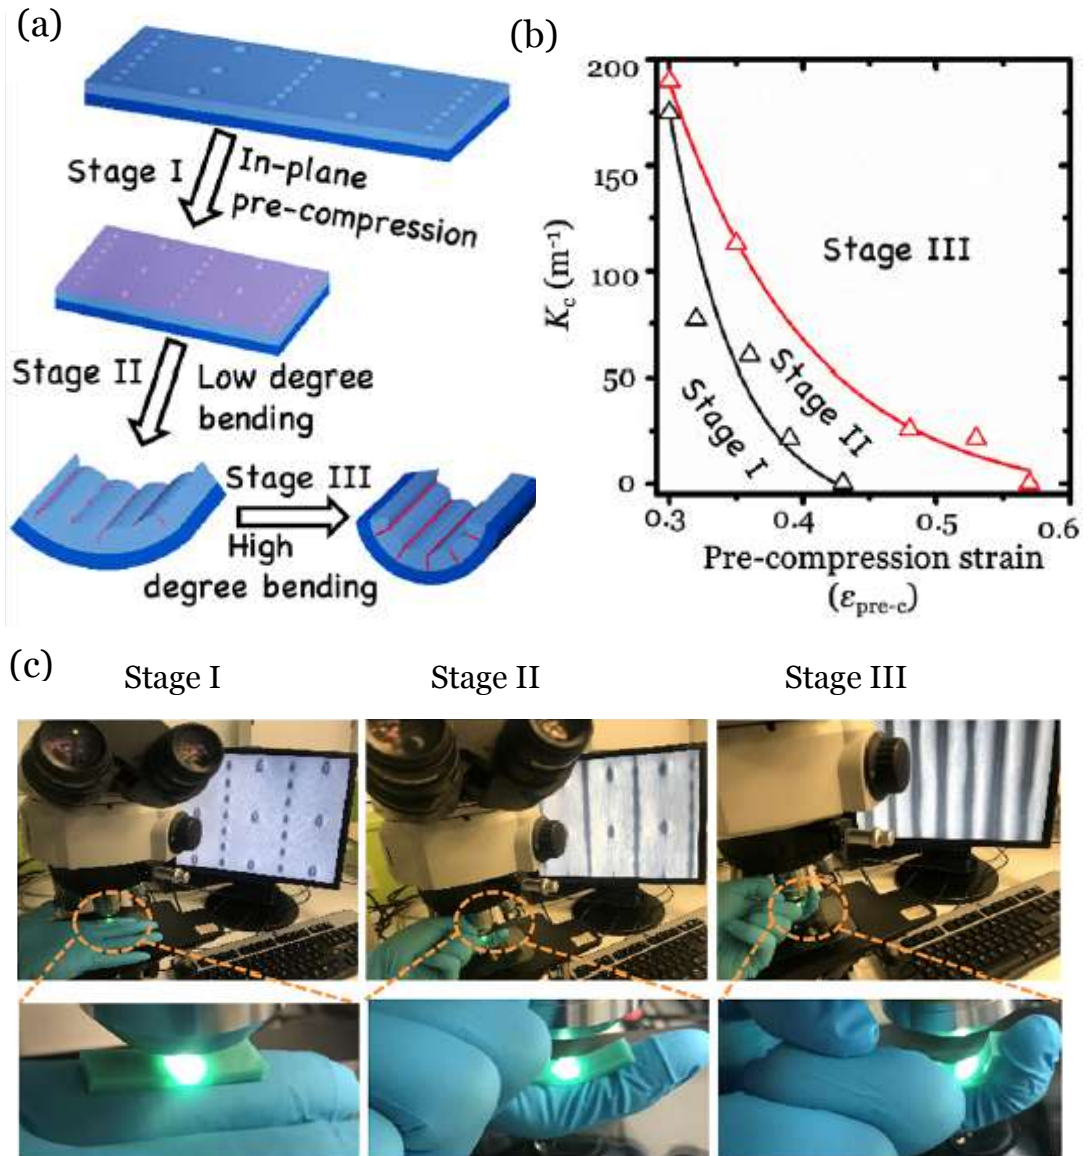 (a)
Stage I
In-plane
pre-compression
Stage II
Low degree
bending
Stage III
High
degree bending
(b)
200
150
100
50
0
Kc (m⁻¹)
Stage III
Stage II
Stage I
0.3
0.4
0.5
0.6
Pre-compression strain
(εpre-c)
(c)
Stage I
Stage II
Stage III